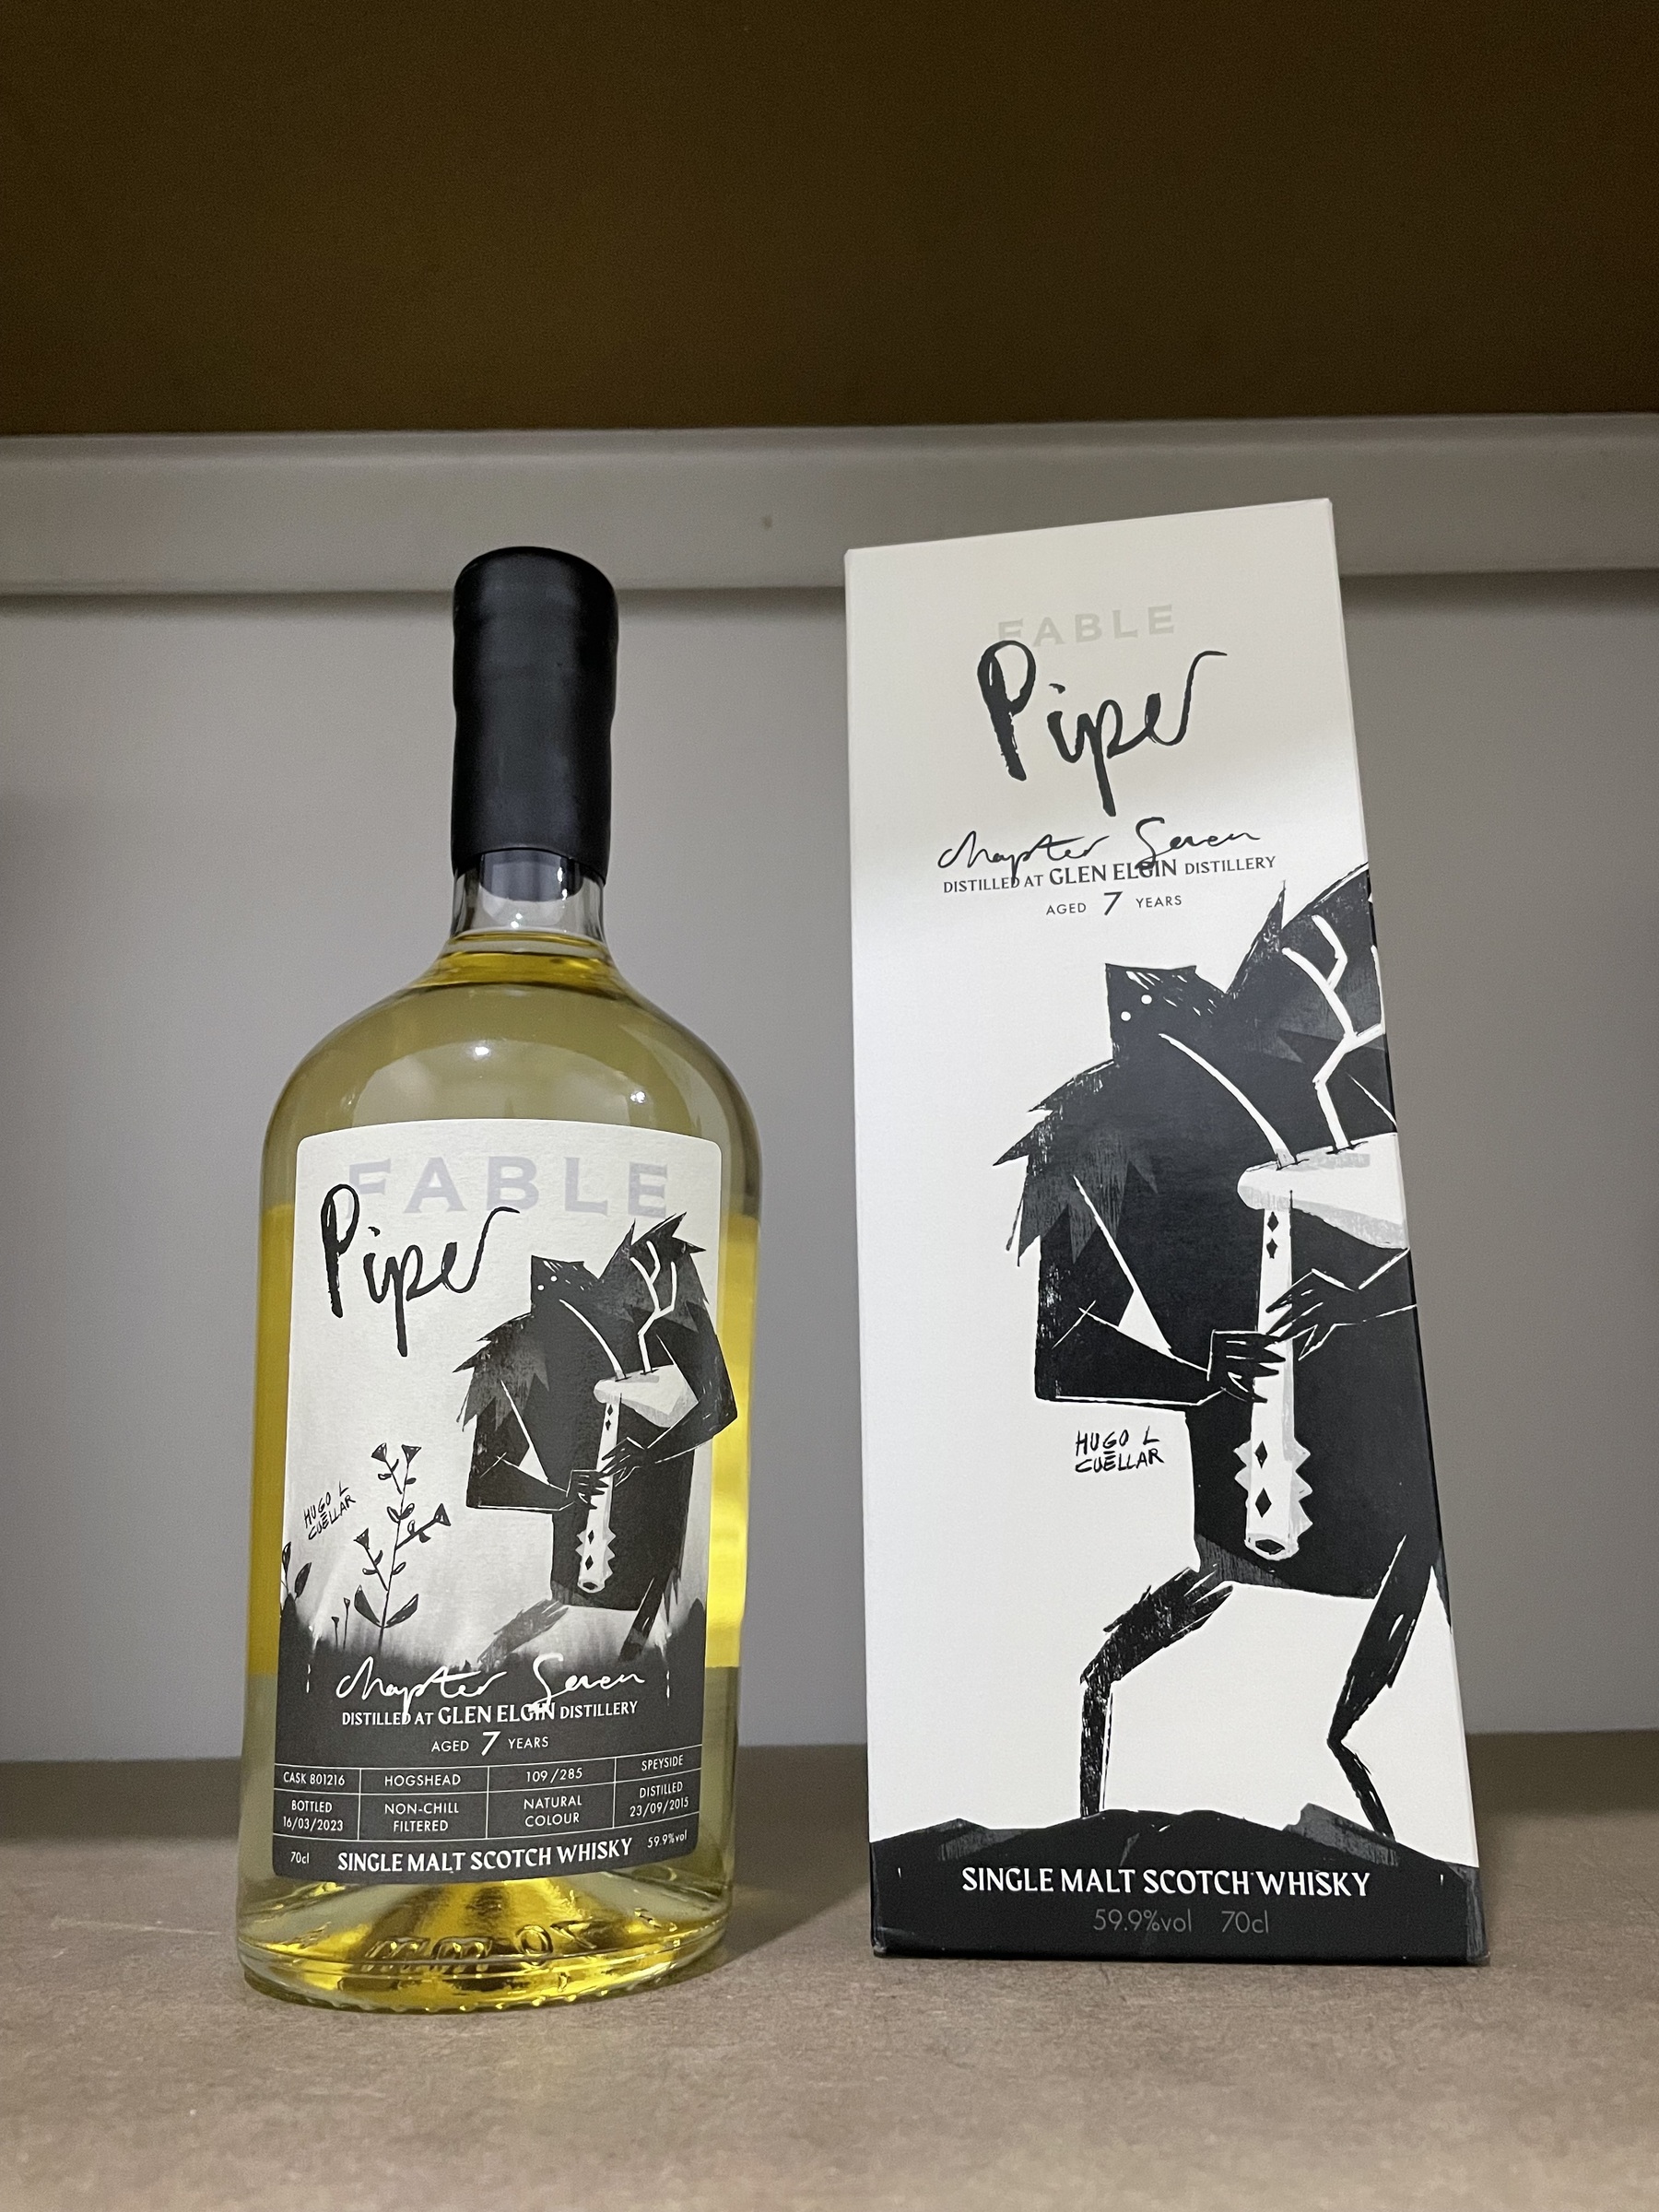 FABLE
Piper
HUGO L
CUËLLAR
Chapter Seven
DISTILLED AT GLEN ELGIN DISTILLERY
AGED 7 YEARS
CASK 801216
HOGSHEAD
109/285
SPEYSIDE
BOTTLED
16/03/2023
NON-CHILL
FILTERED
NATURAL
COLOUR
DISTILLED
23/09/2015
70cl
SINGLE MALT SCOTCH WHISKY
59.9%vol
FABLE
Piper
Chapter Seven
DISTILLED AT GLEN ELGIN DISTILLERY
AGED 7 YEARS
HUGO L
CUËLLAR
SINGLE MALT SCOTCH WHISKY
59.9%vol 70cl